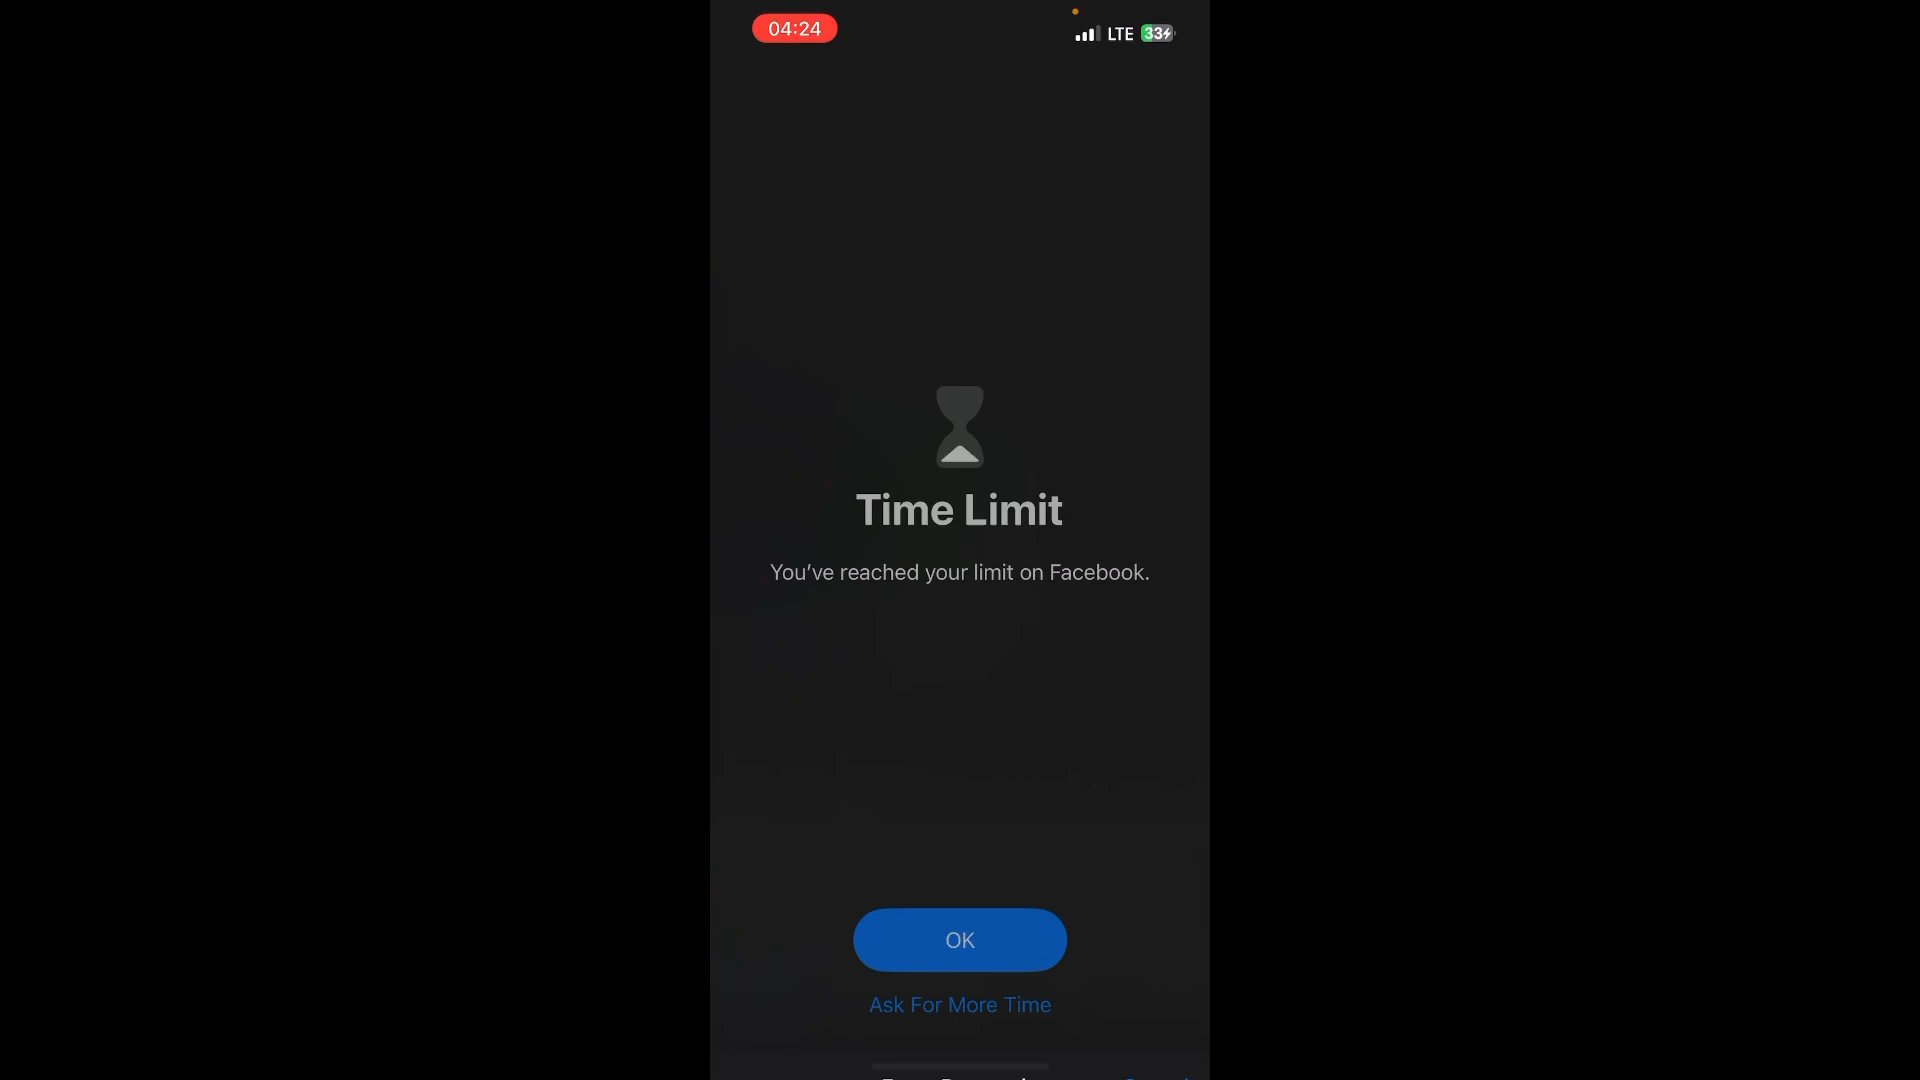 04:24
LTE 33
Time Limit
You've reached your limit on Facebook.
OK
Ask For More Time